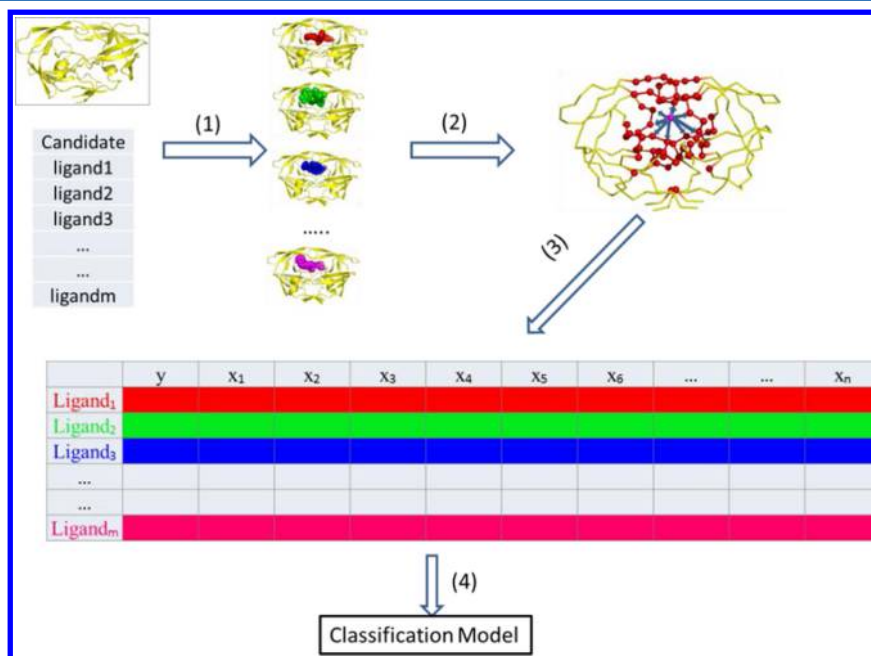 (1)
(2)
Candidate
ligand1
ligand2
ligand3
...
...
ligandm
.....
(3)
y x₁ x₂ x₃ x₄ x₅ x₆ ... ... xₙ
Ligand₁
Ligand₂
Ligand₃
...
...
Ligandₘ
(4)
Classification Model